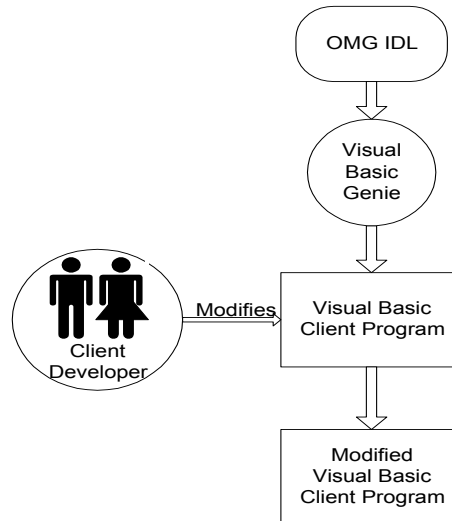 OMG IDL
Visual
Basic
Genie
Modifies
Visual Basic
Client Program
Client
Developer
Modified
Visual Basic
Client Program